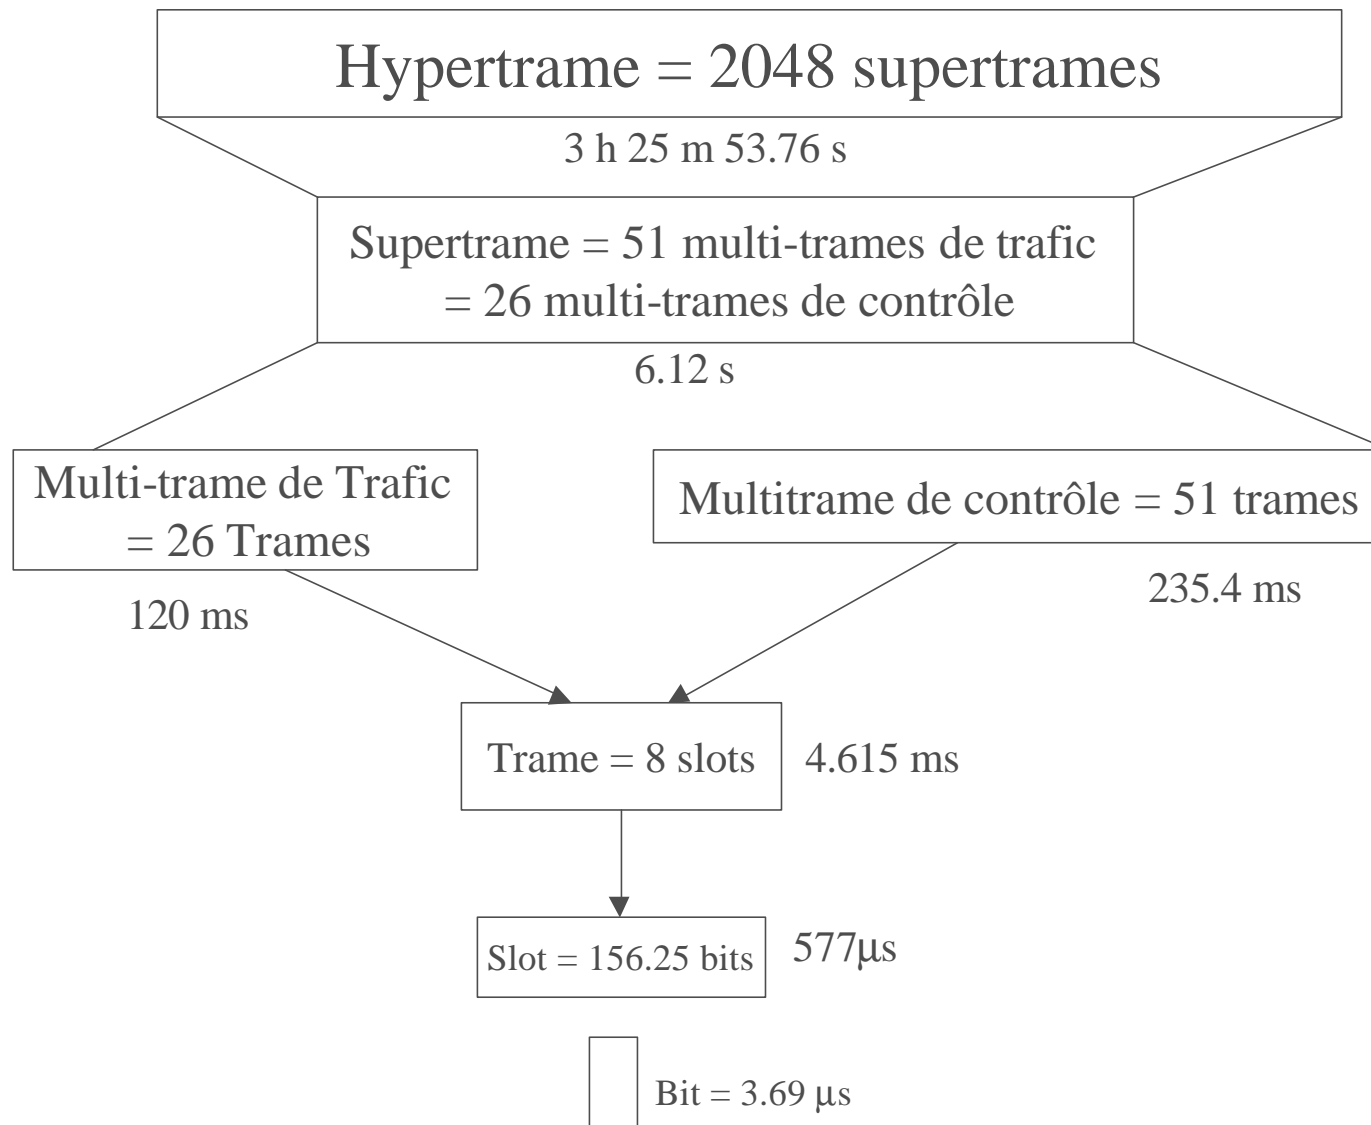 Hypertrame = 2048 supertrames
3 h 25 m 53.76 s
Supertrame = 51 multi-trames de trafic
= 26 multi-trames de contrôle
6.12 s
Multi-trame de Trafic
= 26 Trames
120 ms
Multitrame de contrôle = 51 trames
235.4 ms
Trame = 8 slots
4.615 ms
Slot = 156.25 bits
577μs
Bit = 3.69 μs